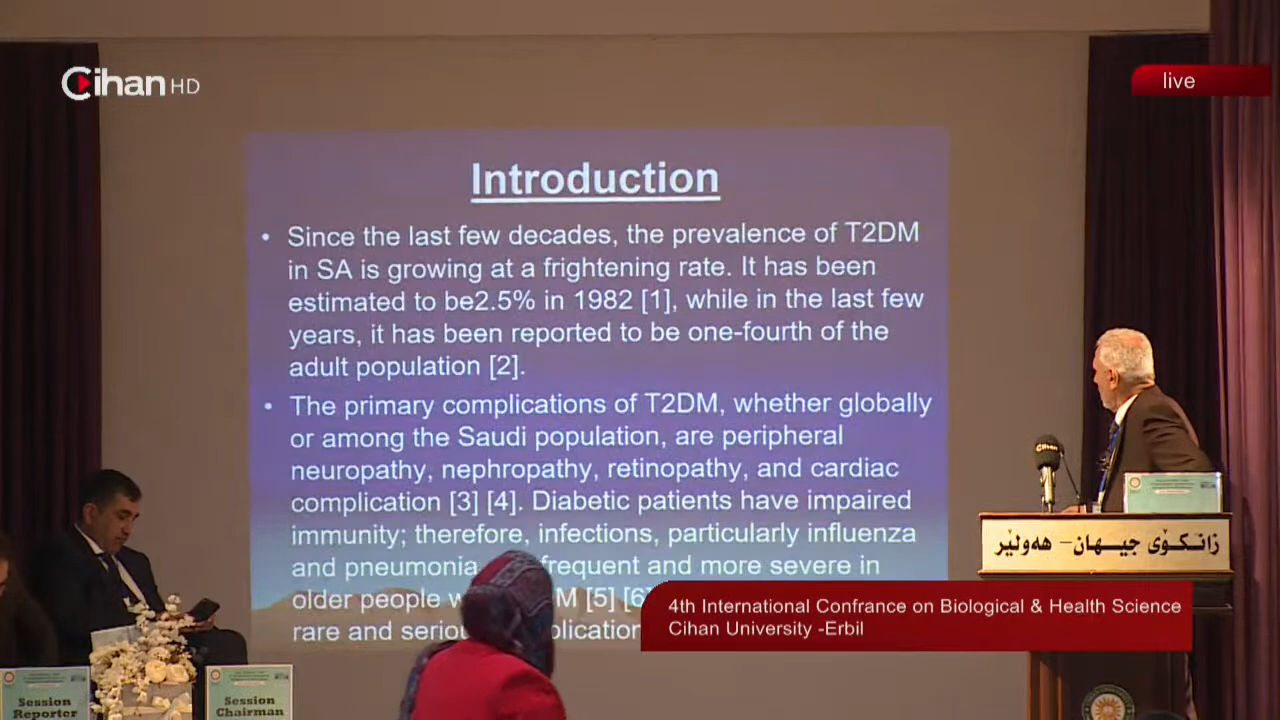 Cihan HD
live
Introduction
• Since the last few decades, the prevalence of T2DM
in SA is growing at a frightening rate. It has been
estimated to be2.5% in 1982 [1], while in the last few
years, it has been reported to be one-fourth of the
adult population [2].
• The primary complications of T2DM, whether globally
or among the Saudi population, are peripheral
neuropathy, nephropathy, retinopathy, and cardiac
complication [3] [4]. Diabetic patients have impaired
immunity; therefore, infections, particularly influenza
and pneumonia frequent and more severe in
older people M [5] [6]
rare and
Cihan
زانكۆی جیهان - هەولێر
4th International Confrance on Biological & Health Science
Cihan University -Erbil
Session
Reporter
Session
Chairman